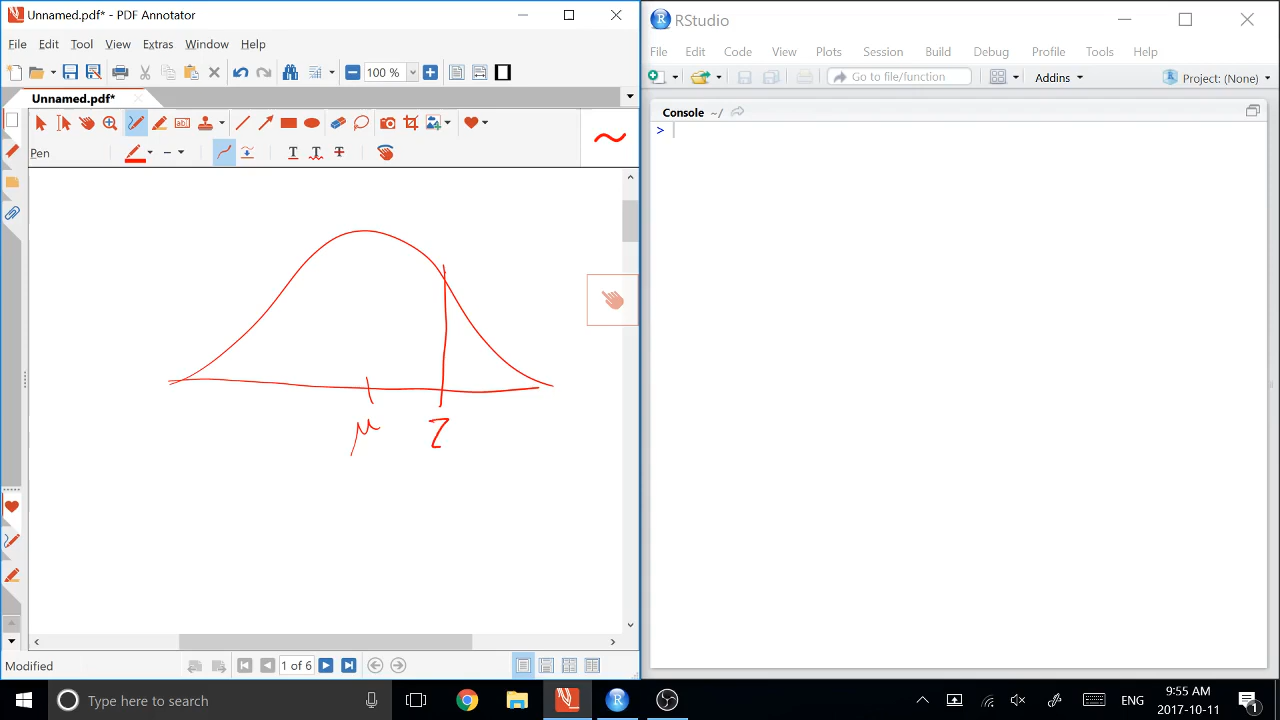 Unnamed.pdf* - PDF Annotator
File Edit Tool View Extras Window Help
100 %
Unnamed.pdf*
Pen
T T T
μ Z
1 of 6
Modified
RStudio
File Edit Code View Plots Session Build Debug Profile Tools Help
Go to file/function
Addins
Project: (None)
Console ~/
>
Type here to search
ENG
9:55 AM
2017-10-11
1